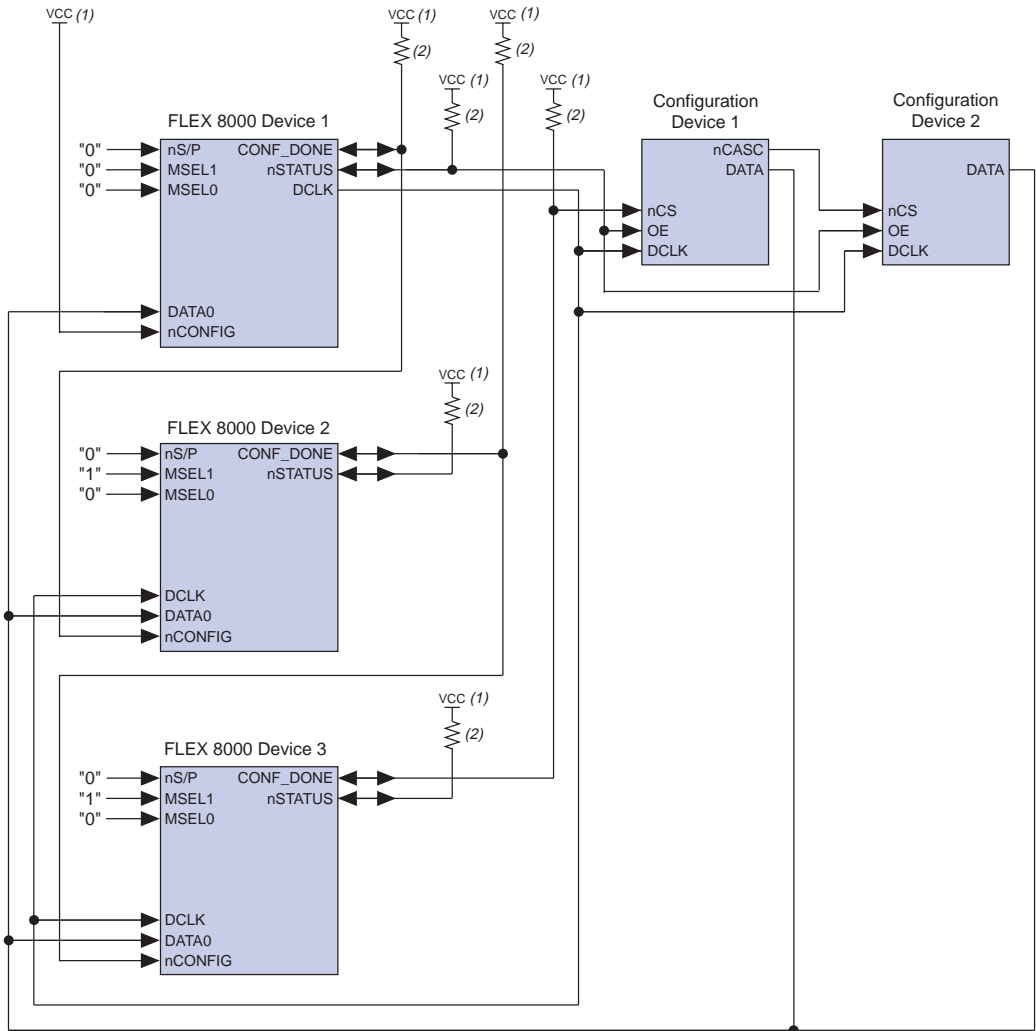 VCC (1)
VCC (1)
VCC (1)
(2)
(2)
VCC (1)
VCC (1)
(2)
(2)
FLEX 8000 Device 1
"0"
nS/P
CONF_DONE
"0"
MSEL1
nSTATUS
"0"
MSEL0
DCLK
DATA0
nCONFIG
Configuration
Device 1
nCASC
DATA
nCS
OE
DCLK
Configuration
Device 2
DATA
nCS
OE
DCLK
VCC (1)
(2)
FLEX 8000 Device 2
"0"
nS/P
CONF_DONE
"1"
MSEL1
nSTATUS
"0"
MSEL0
DCLK
DATA0
nCONFIG
VCC (1)
(2)
FLEX 8000 Device 3
"0"
nS/P
CONF_DONE
"1"
MSEL1
nSTATUS
"0"
MSEL0
DCLK
DATA0
nCONFIG